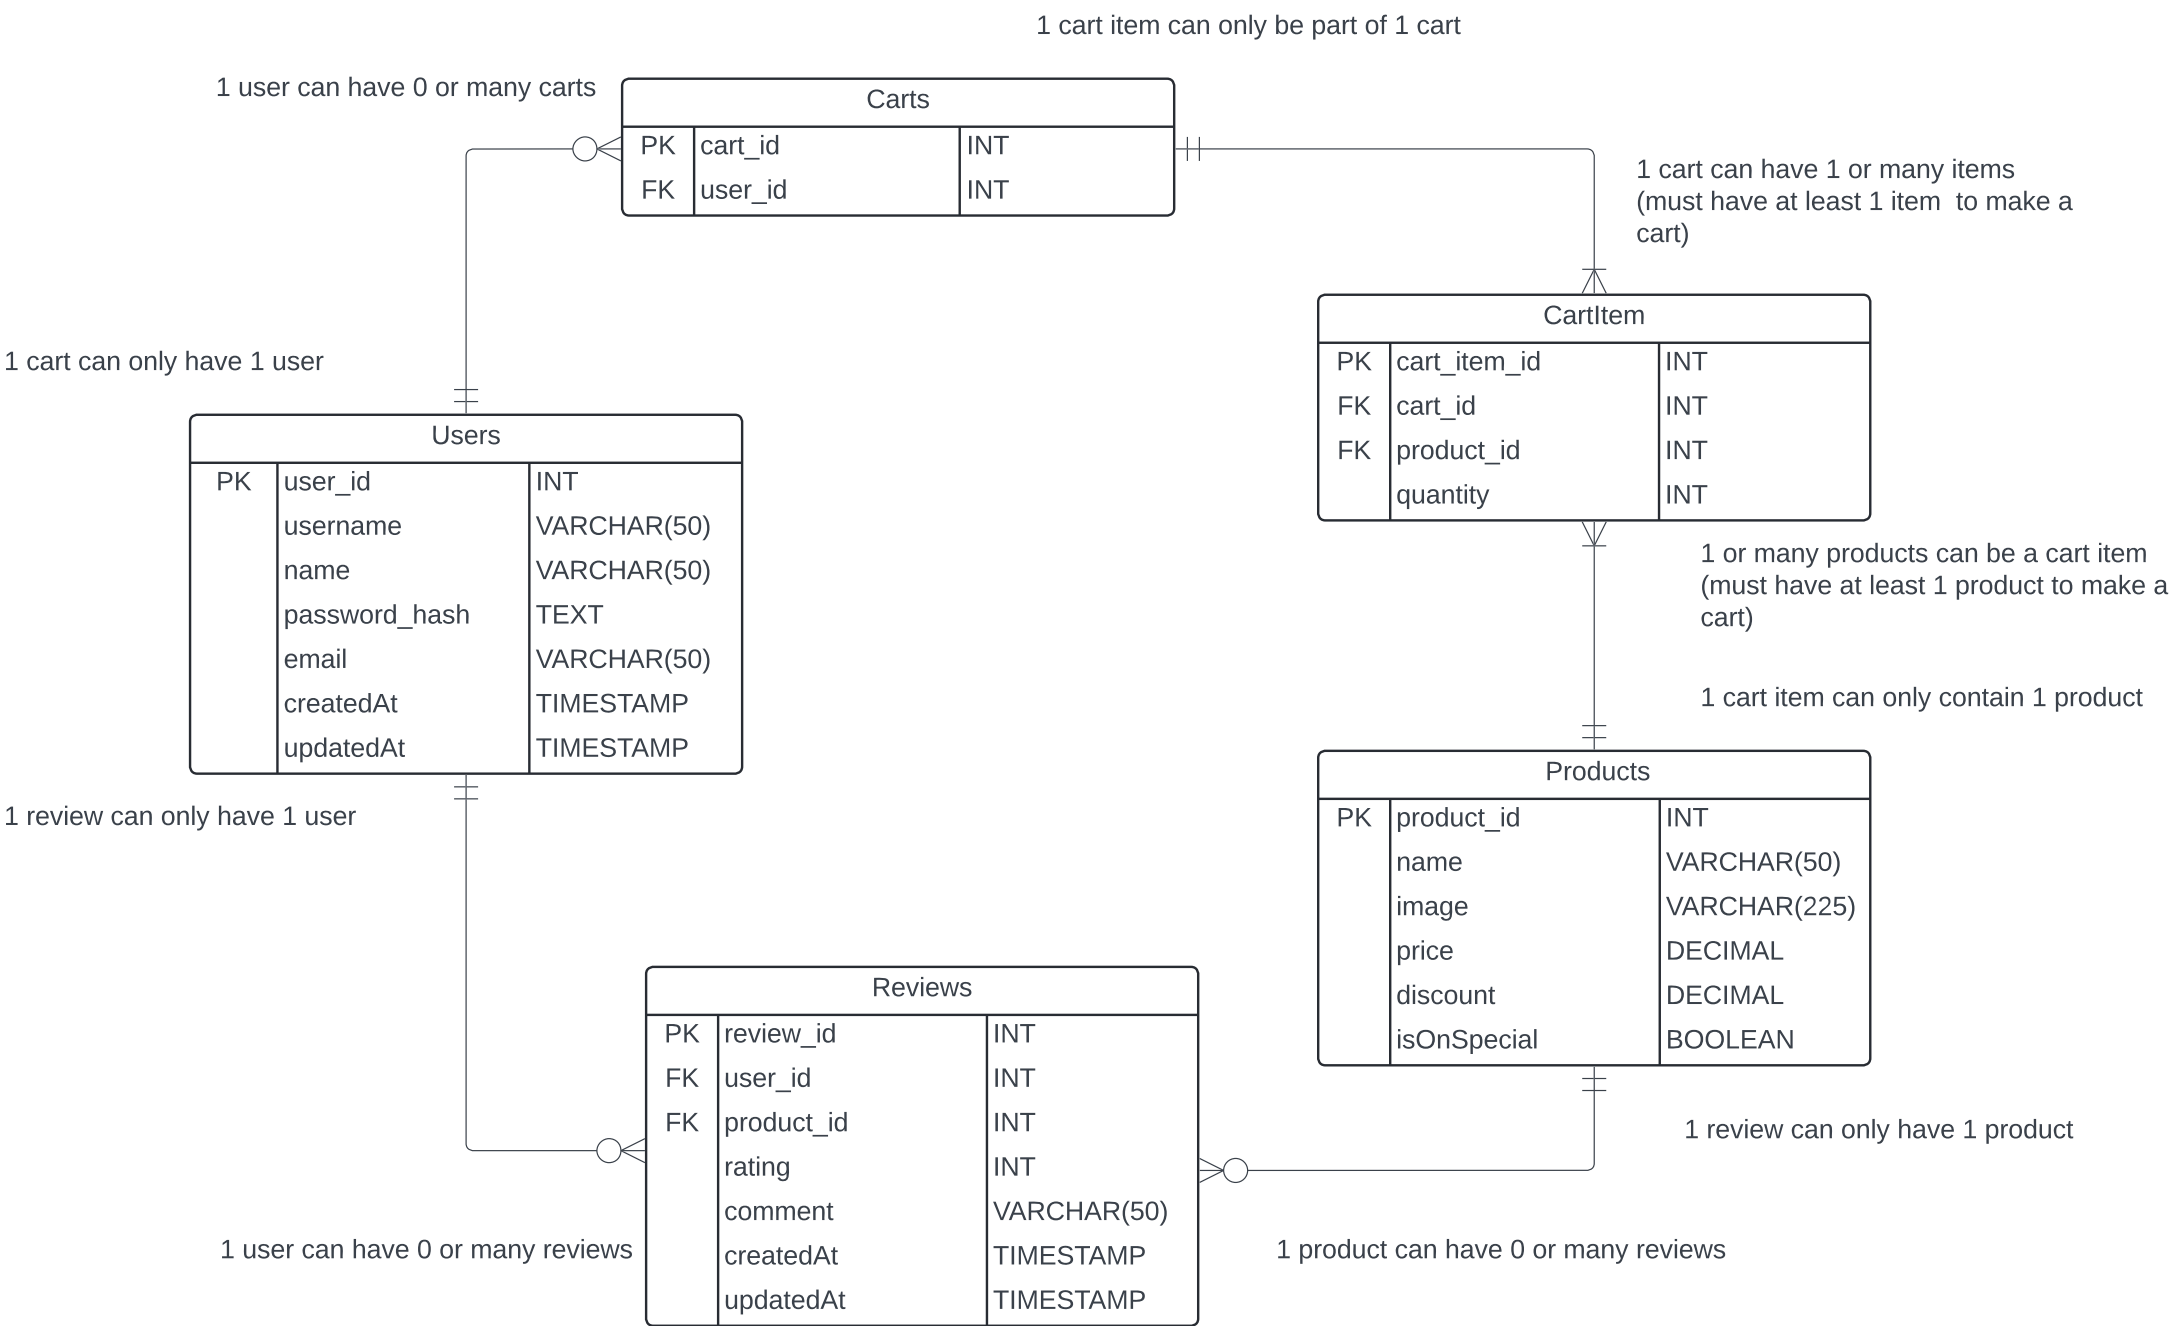 1 cart item can only be part of 1 cart
1 user can have 0 or many carts
Carts
PK cart_id INT
FK user_id INT
1 cart can have 1 or many items
(must have at least 1 item  to make a
cart)
CartItem
PK cart_item_id INT
FK cart_id INT
FK product_id INT
quantity INT
1 cart can only have 1 user
Users
PK user_id INT
username VARCHAR(50)
name VARCHAR(50)
password_hash TEXT
email VARCHAR(50)
createdAt TIMESTAMP
updatedAt TIMESTAMP
1 or many products can be a cart item
(must have at least 1 product to make a
cart)
1 cart item can only contain 1 product
Products
PK product_id INT
name VARCHAR(50)
image VARCHAR(225)
price DECIMAL
discount DECIMAL
isOnSpecial BOOLEAN
1 review can only have 1 user
Reviews
PK review_id INT
FK user_id INT
FK product_id INT
rating INT
comment VARCHAR(50)
createdAt TIMESTAMP
updatedAt TIMESTAMP
1 review can only have 1 product
1 user can have 0 or many reviews
1 product can have 0 or many reviews